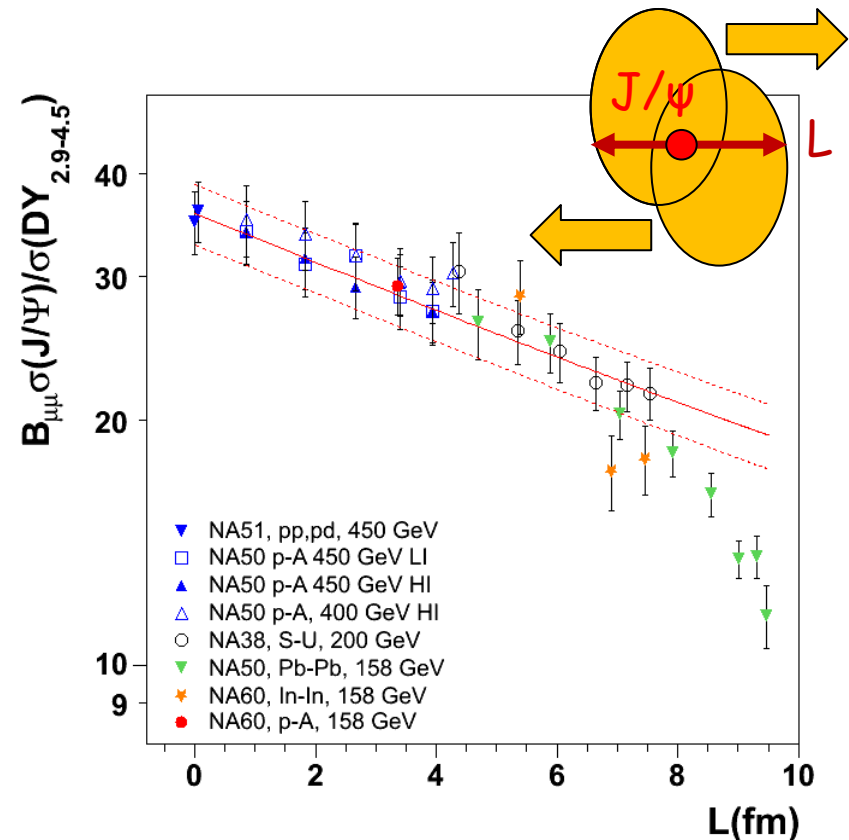 J/ψ
L
B_μμ σ(J/Ψ)/σ(DY_2.9-4.5)
40
30
20
10
9
NA51, pp,pd, 450 GeV
NA50 p-A 450 GeV LI
NA50 p-A 450 GeV HI
NA50 p-A, 400 GeV HI
NA38, S-U, 200 GeV
NA50, Pb-Pb, 158 GeV
NA60, In-In, 158 GeV
NA60, p-A, 158 GeV
0 2 4 6 8 10
L(fm)